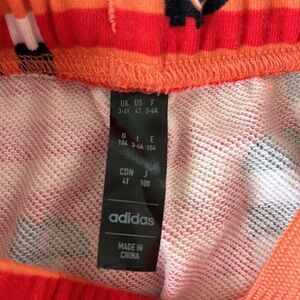 UK US F
3-4Y 4T 3-4A
D I E
104 3-4A 104
CDN J
4T 100
adidas
MADE IN
CHINA